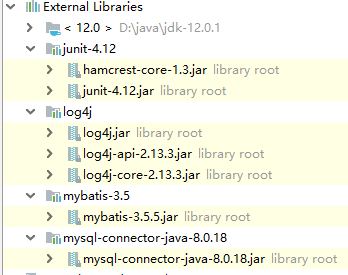 External Libraries
< 12.0 > D:\java\jdk-12.0.1
junit-4.12
hamcrest-core-1.3.jar library root
junit-4.12.jar library root
log4j
log4j.jar library root
log4j-api-2.13.3.jar library root
log4j-core-2.13.3.jar library root
mybatis-3.5
mybatis-3.5.5.jar library root
mysql-connector-java-8.0.18
mysql-connector-java-8.0.18.jar library root